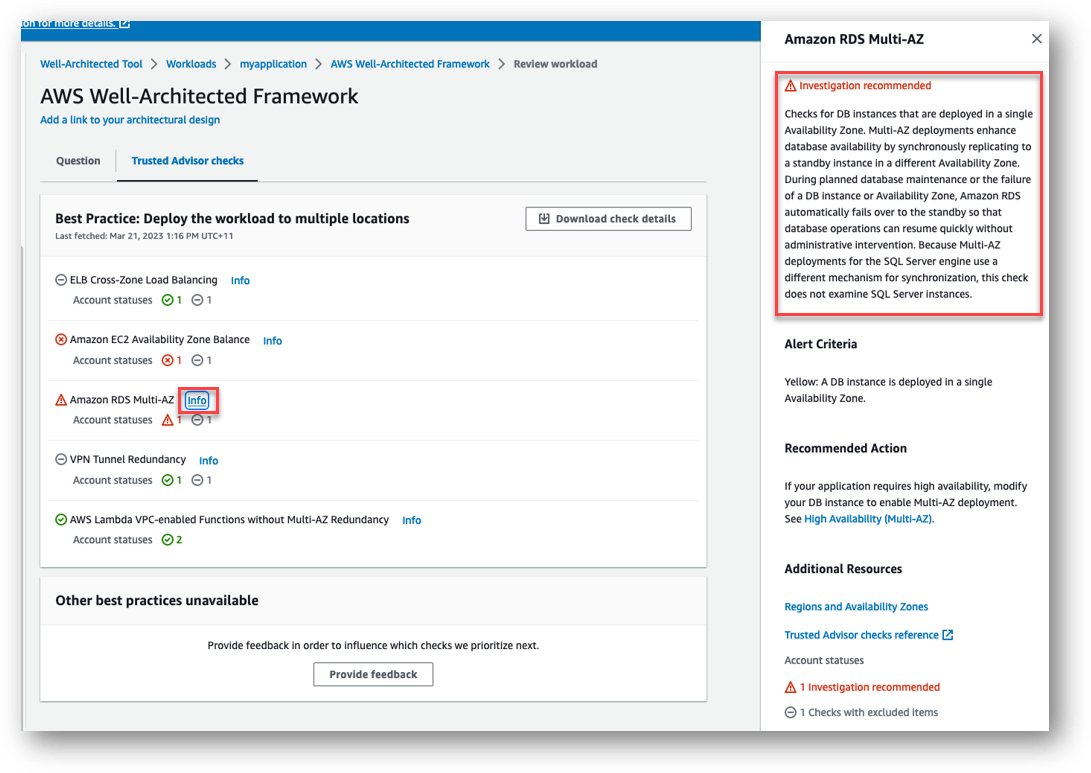 on for more details.
Well-Architected Tool > Workloads > myapplication > AWS Well-Architected Framework > Review workload
AWS Well-Architected Framework
Add a link to your architectural design
Question
Trusted Advisor checks
Best Practice: Deploy the workload to multiple locations
Last fetched: Mar 21, 2023 1:16 PM UTC+11
Download check details
ELB Cross-Zone Load Balancing Info
Account statuses 1 1
Amazon EC2 Availability Zone Balance Info
Account statuses 1 1
Amazon RDS Multi-AZ Info
Account statuses 1 1
VPN Tunnel Redundancy Info
Account statuses 1 1
AWS Lambda VPC-enabled Functions without Multi-AZ Redundancy Info
Account statuses 2
Other best practices unavailable
Provide feedback in order to influence which checks we prioritize next.
Provide feedback
Amazon RDS Multi-AZ
Investigation recommended
Checks for DB instances that are deployed in a single
Availability Zone. Multi-AZ deployments enhance
database availability by synchronously replicating to
a standby instance in a different Availability Zone.
During planned database maintenance or the failure
of a DB instance or Availability Zone, Amazon RDS
automatically fails over to the standby so that
database operations can resume quickly without
administrative intervention. Because Multi-AZ
deployments for the SQL Server engine use a
different mechanism for synchronization, this check
does not examine SQL Server instances.
Alert Criteria
Yellow: A DB instance is deployed in a single
Availability Zone.
Recommended Action
If your application requires high availability, modify
your DB instance to enable Multi-AZ deployment.
See High Availability (Multi-AZ).
Additional Resources
Regions and Availability Zones
Trusted Advisor checks reference
Account statuses
1 Investigation recommended
1 Checks with excluded items